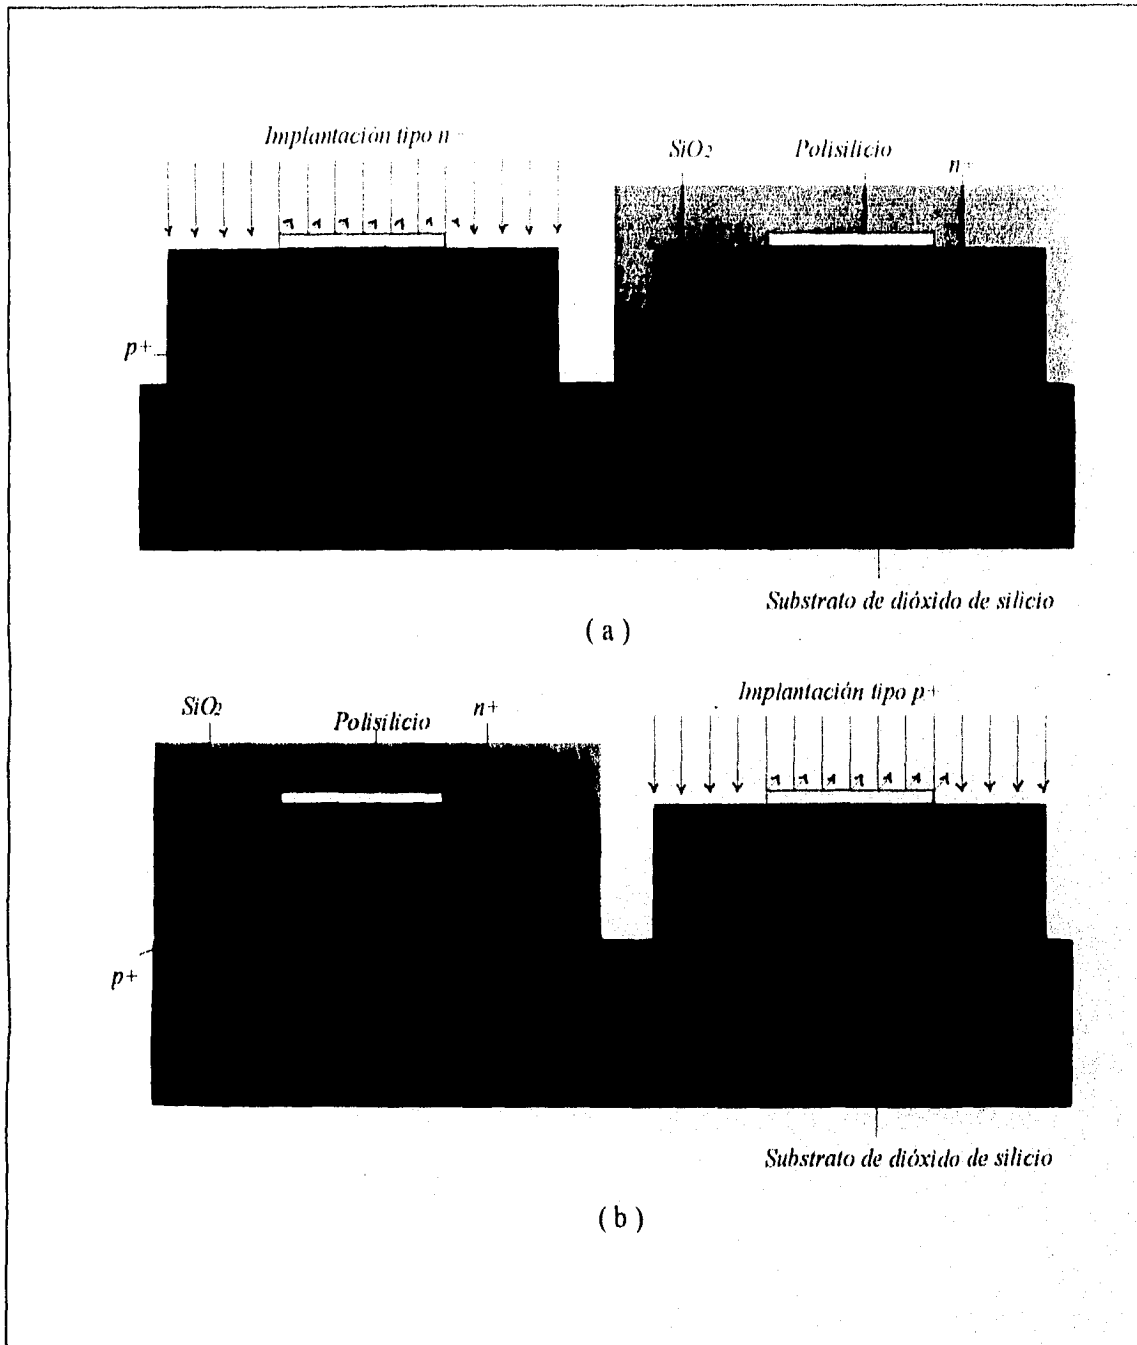 Implantación tipo n
SiO2
Polisilicio
n+
p+
Substrato de dióxido de silicio
( a )
Implantación tipo p+
SiO2
Polisilicio
n+
p+
Substrato de dióxido de silicio
( b )